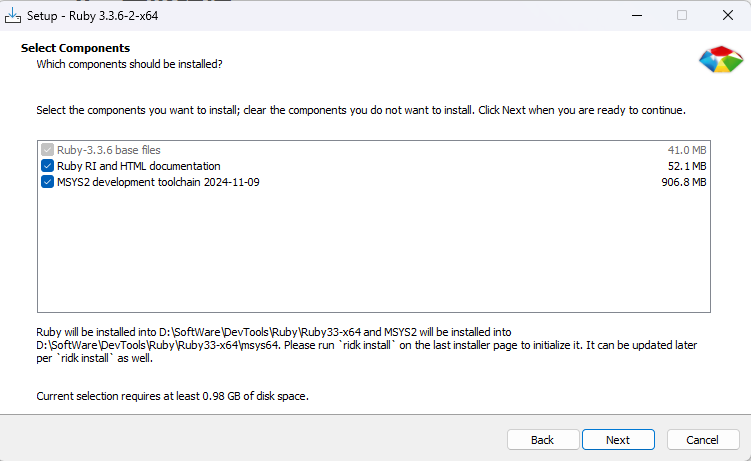 Setup - Ruby 3.3.6-2-x64
Select Components
Which components should be installed?
Select the components you want to install; clear the components you do not want to install. Click Next when you are ready to continue.
Ruby-3.3.6 base files 41.0 MB
Ruby RI and HTML documentation 52.1 MB
MSYS2 development toolchain 2024-11-09 906.8 MB
Ruby will be installed into D:\SoftWare\DevTools\Ruby\Ruby33-x64 and MSYS2 will be installed into
D:\SoftWare\DevTools\Ruby\Ruby33-x64\msys64. Please run `ridk install` on the last installer page to initialize it. It can be updated later
per `ridk install` as well.
Current selection requires at least 0.98 GB of disk space.
Back Next Cancel